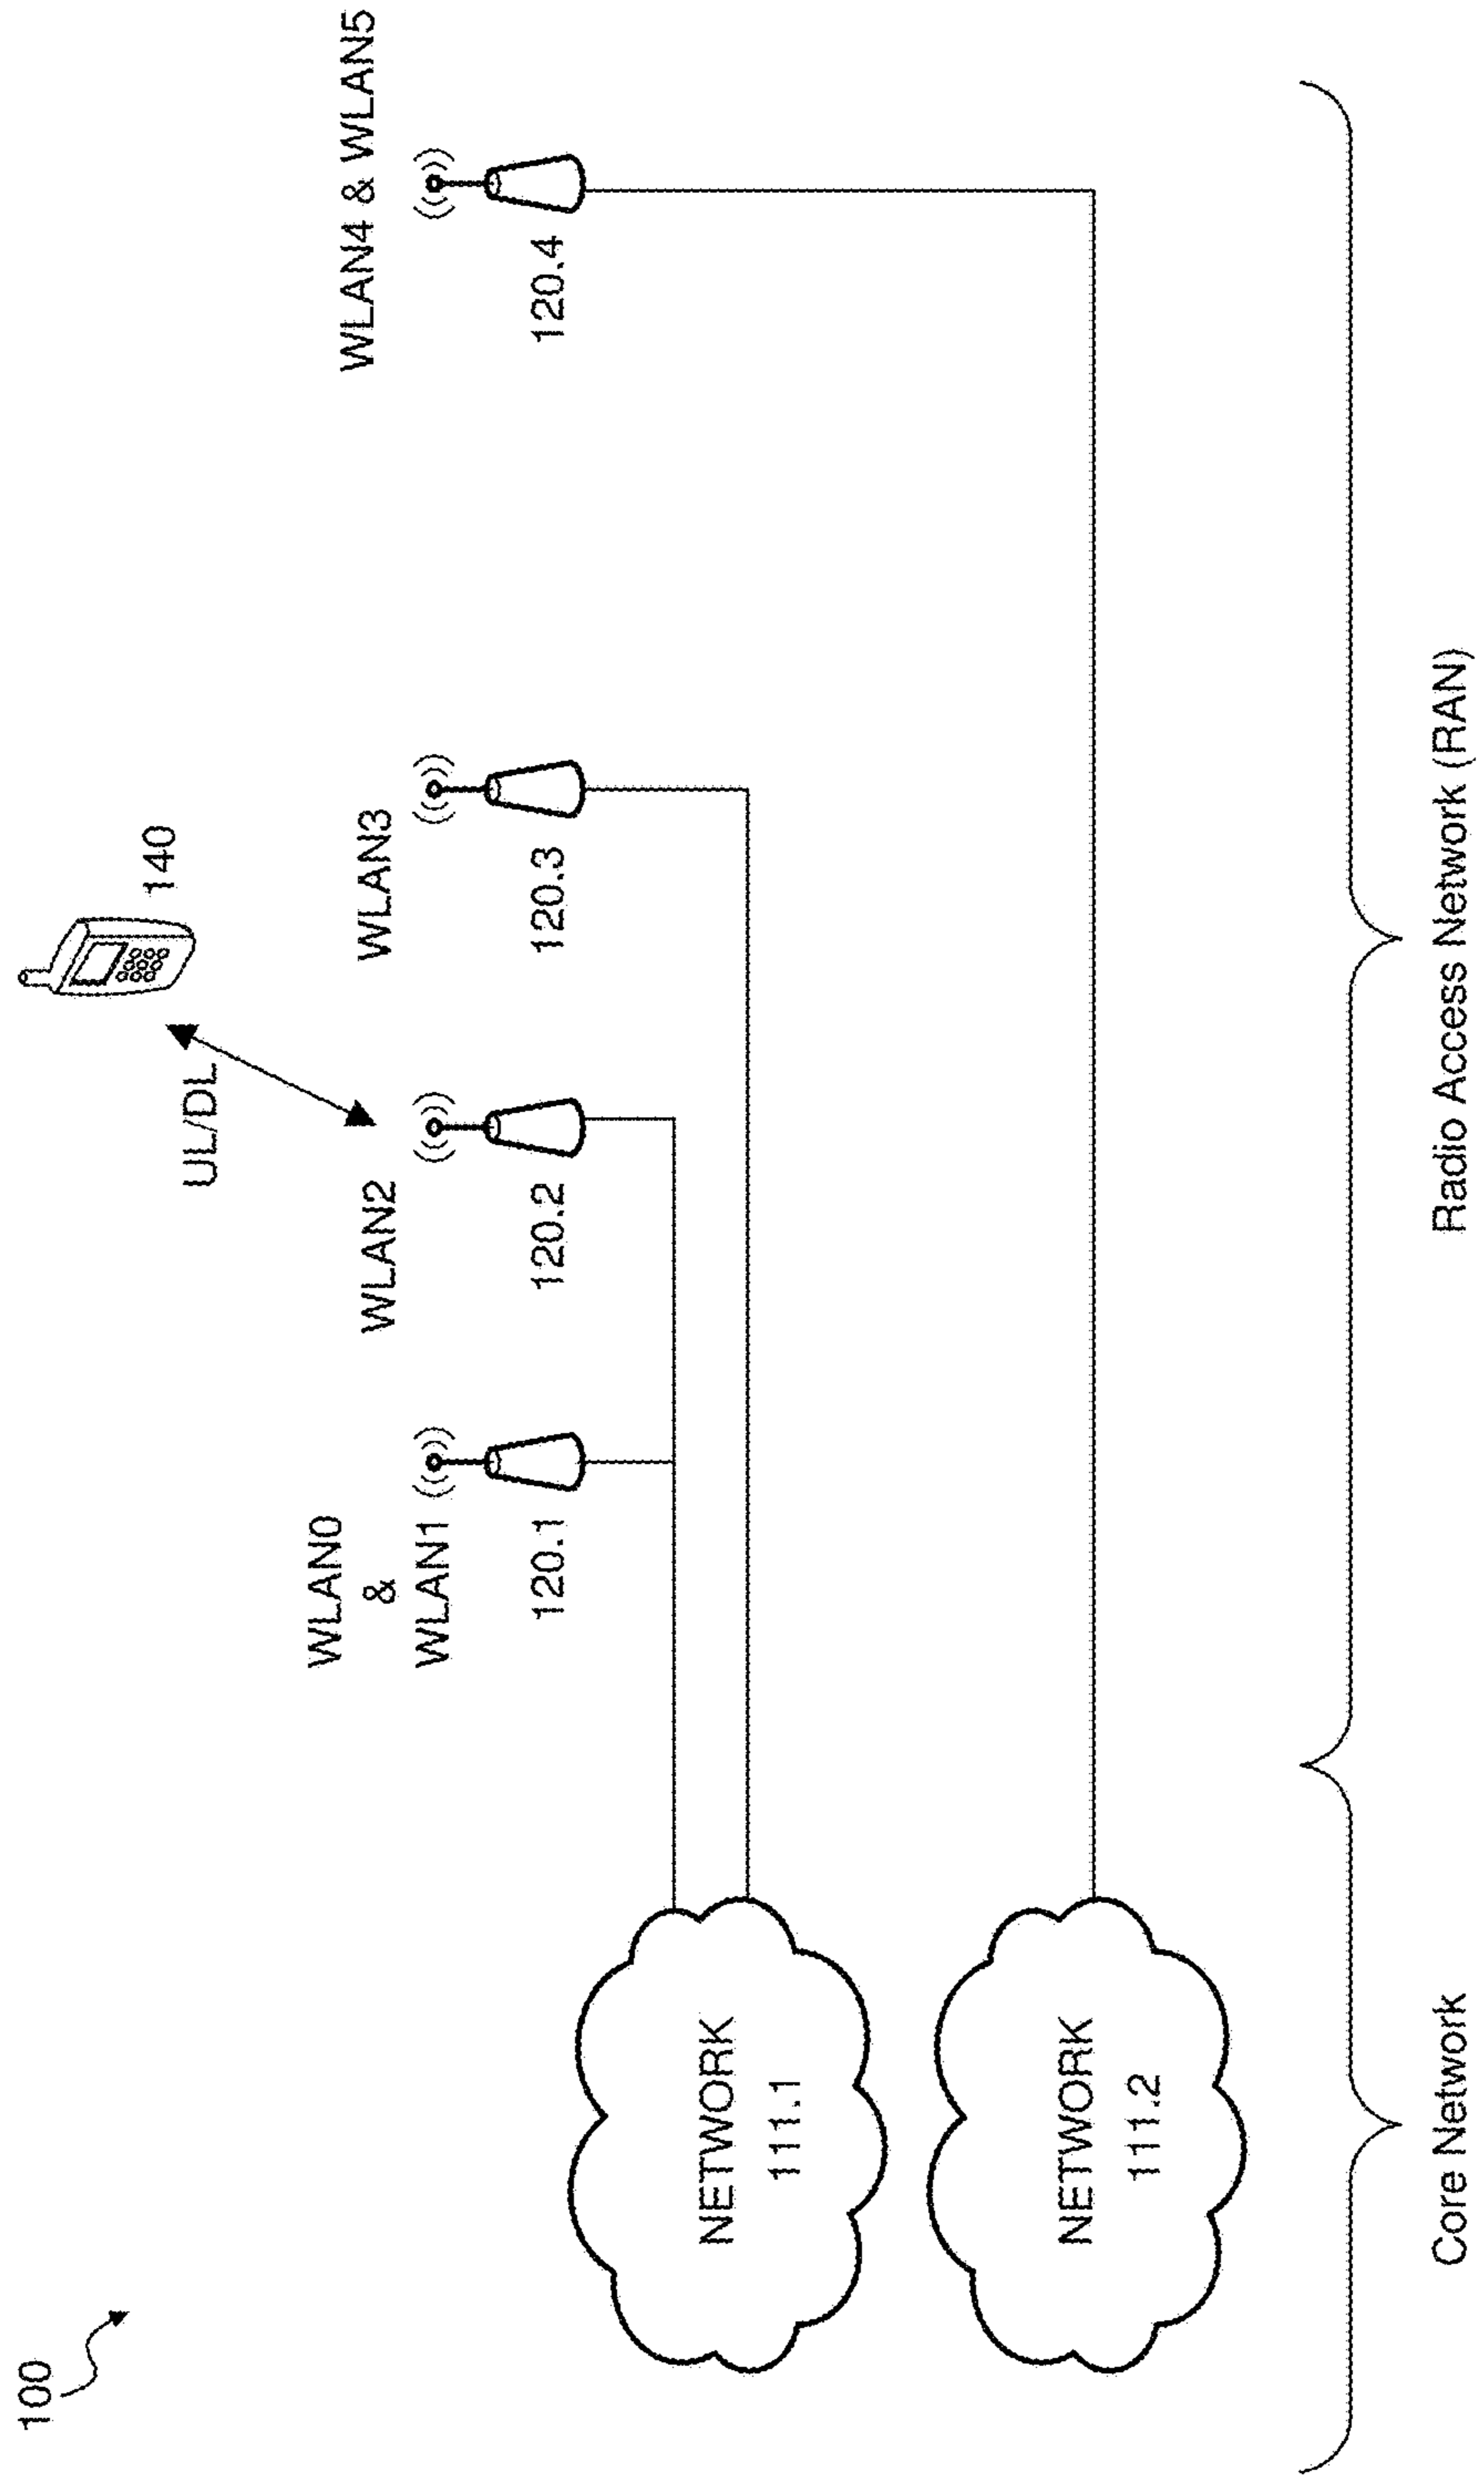 100
140
UL/DL
WLAN0
&
WLAN1
WLAN2
WLAN3
WLAN4 & WLAN5
120.1
120.2
120.3
120.4
NETWORK
111.1
NETWORK
111.2
Core Network
Radio Access Network (RAN)